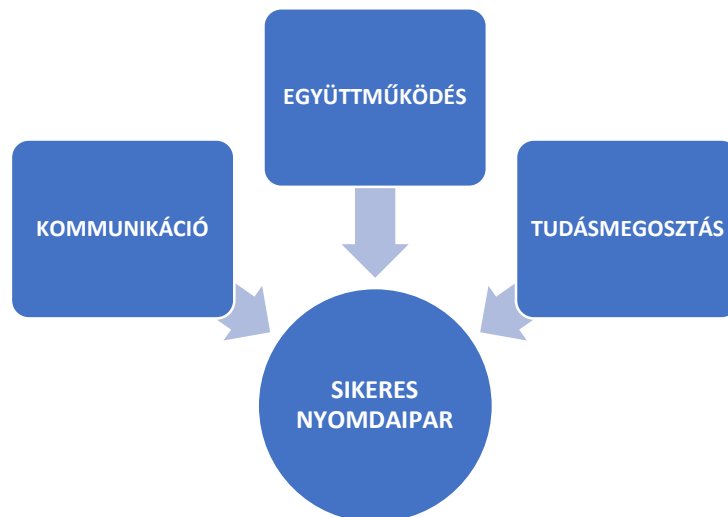 EGYÜTTMŰKÖDÉS
KOMMUNIKÁCIÓ
TUDÁSMEGOSZTÁS
SIKERES
NYOMDAIPAR